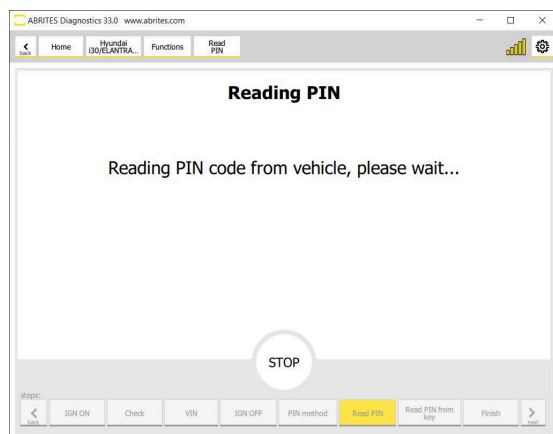 ABRITES Diagnostics 33.0 www.abrites.com
back
Home
Hyundai
i30/ELANTRA...
Functions
Read
PIN
Reading PIN
Reading PIN code from vehicle, please wait...
STOP
steps:
back
IGN ON
Check
VIN
IGN OFF
PIN method
Read PIN
Read PIN from
key
Finish
next